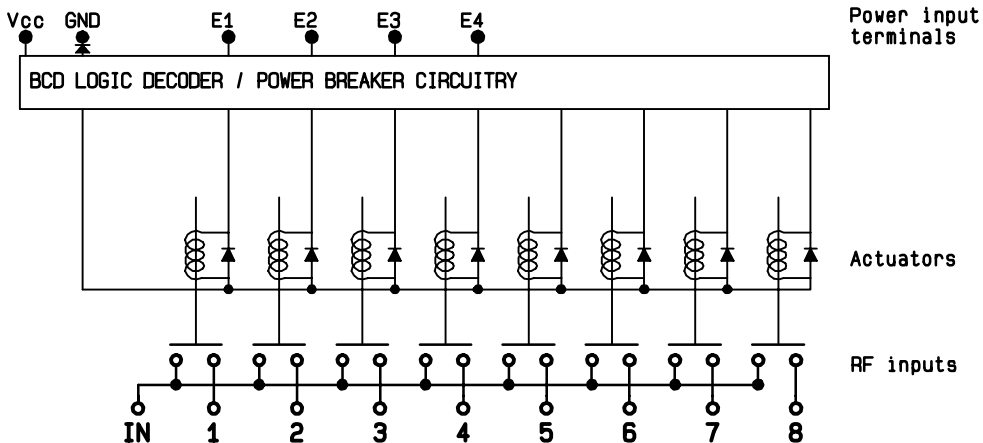 Vcc GND E1 E2 E3 E4
Power input
terminals
BCD LOGIC DECODER / POWER BREAKER CIRCUITRY
Actuators
RF inputs
IN 1 2 3 4 5 6 7 8